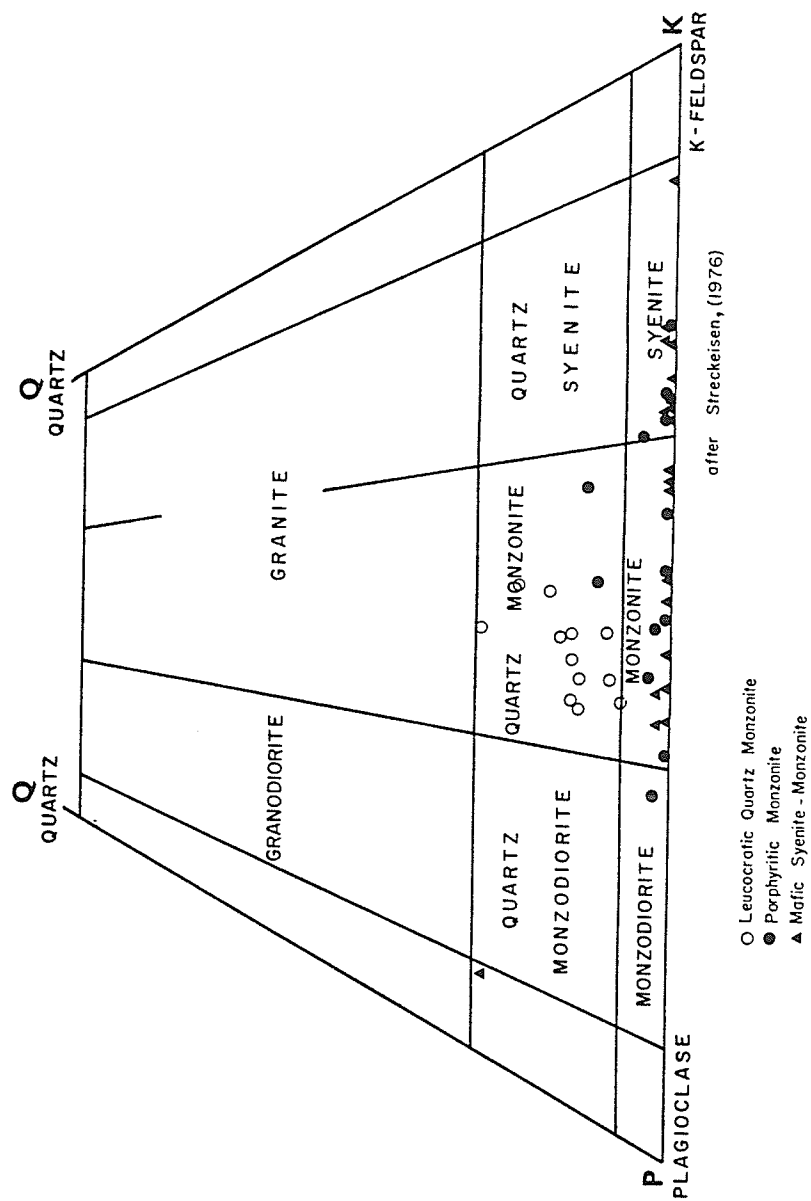 Q
QUARTZ
Q
QUARTZ
GRANODIORITE
GRANITE
QUARTZ
MONZODIORITE
QUARTZ MONZONITE
QUARTZ
SYENITE
MONZODIORITE
MONZONITE
SYENITE
P
PLAGIOCLASE
K
K-FELDSPAR
after Streckeisen, (1976)
○ Leucocratic Quartz Monzonite
● Porphyritic Monzonite
▲ Mafic Syenite-Monzonite